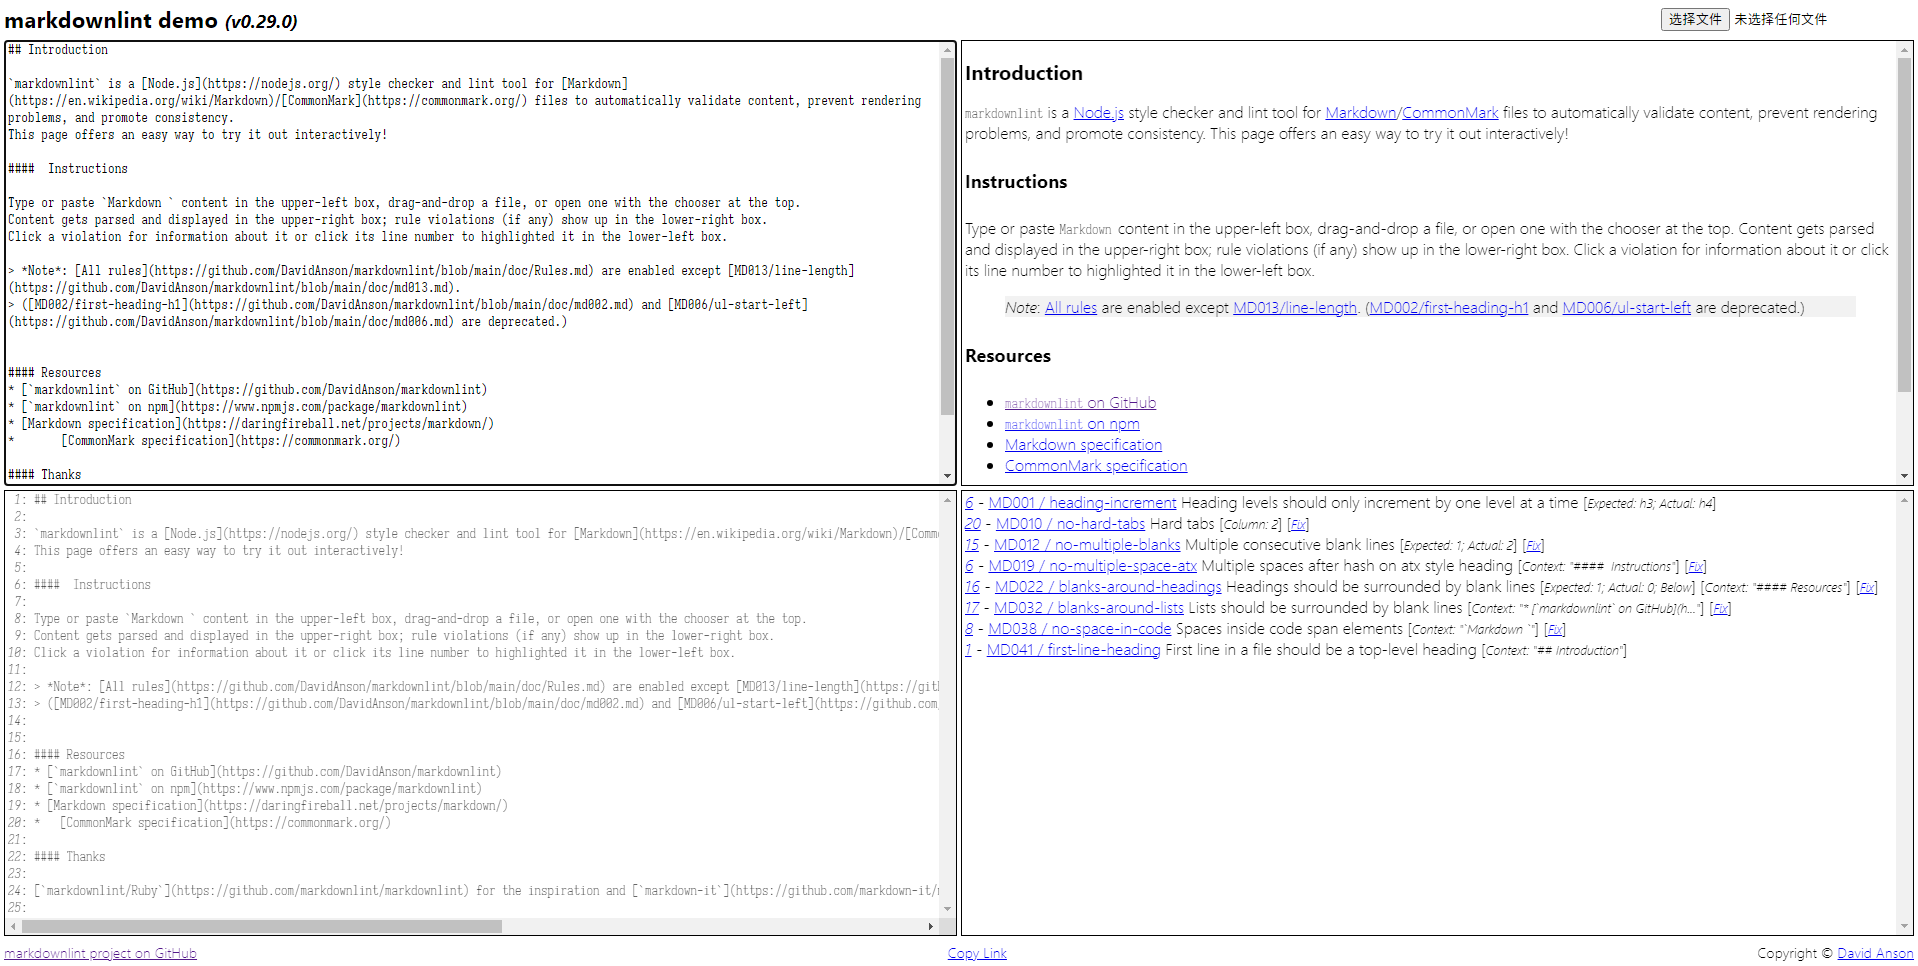 markdownlint demo (v0.29.0)
选择文件 未选择任何文件
## Introduction
`markdownlint` is a [Node.js](https://nodejs.org/) style checker and lint tool for [Markdown]
(https://en.wikipedia.org/wiki/Markdown)/[CommonMark](https://commonmark.org/) files to automatically validate content, prevent rendering
problems, and promote consistency.
This page offers an easy way to try it out interactively!
####  Instructions
Type or paste `Markdown ` content in the upper-left box, drag-and-drop a file, or open one with the chooser at the top.
Content gets parsed and displayed in the upper-right box; rule violations (if any) show up in the lower-right box.
Click a violation for information about it or click its line number to highlighted it in the lower-left box.
> *Note*: [All rules](https://github.com/DavidAnson/markdownlint/blob/main/doc/Rules.md) are enabled except [MD013/line-length]
(https://github.com/DavidAnson/markdownlint/blob/main/doc/md013.md).
> ([MD002/first-heading-h1](https://github.com/DavidAnson/markdownlint/blob/main/doc/md002.md) and [MD006/ul-start-left]
(https://github.com/DavidAnson/markdownlint/blob/main/doc/md006.md) are deprecated.)
#### Resources
* [`markdownlint` on GitHub](https://github.com/DavidAnson/markdownlint)
* [`markdownlint` on npm](https://www.npmjs.com/package/markdownlint)
* [Markdown specification](https://daringfireball.net/projects/markdown/)
*	[CommonMark specification](https://commonmark.org/)
#### Thanks
Introduction
markdownlint is a Node.js style checker and lint tool for Markdown/CommonMark files to automatically validate content, prevent rendering
problems, and promote consistency. This page offers an easy way to try it out interactively!
Instructions
Type or paste Markdown content in the upper-left box, drag-and-drop a file, or open one with the chooser at the top. Content gets parsed
and displayed in the upper-right box; rule violations (if any) show up in the lower-right box. Click a violation for information about it or click
its line number to highlighted it in the lower-left box.
Note: All rules are enabled except MD013/line-length. (MD002/first-heading-h1 and MD006/ul-start-left are deprecated.)
Resources
markdownlint on GitHub
markdownlint on npm
Markdown specification
CommonMark specification
1: ## Introduction
2:
3: `markdownlint` is a [Node.js](https://nodejs.org/) style checker and lint tool for [Markdown](https://en.wikipedia.org/wiki/Markdown)/[Comm
4: This page offers an easy way to try it out interactively!
5:
6: ####  Instructions
7:
8: Type or paste `Markdown ` content in the upper-left box, drag-and-drop a file, or open one with the chooser at the top.
9: Content gets parsed and displayed in the upper-right box; rule violations (if any) show up in the lower-right box.
10: Click a violation for information about it or click its line number to highlighted it in the lower-left box.
11:
12: > *Note*: [All rules](https://github.com/DavidAnson/markdownlint/blob/main/doc/Rules.md) are enabled except [MD013/line-length](https://git
13: > ([MD002/first-heading-h1](https://github.com/DavidAnson/markdownlint/blob/main/doc/md002.md) and [MD006/ul-start-left](https://github.com
14:
15:
16: #### Resources
17: * [`markdownlint` on GitHub](https://github.com/DavidAnson/markdownlint)
18: * [`markdownlint` on npm](https://www.npmjs.com/package/markdownlint)
19: * [Markdown specification](https://daringfireball.net/projects/markdown/)
20: *	[CommonMark specification](https://commonmark.org/)
21:
22: #### Thanks
23:
24: [`markdownlint/Ruby`](https://github.com/markdownlint/markdownlint) for the inspiration and [`markdown-it`](https://github.com/markdown-it/
25:
6 - MD001 / heading-increment Heading levels should only increment by one level at a time [Expected: h3; Actual: h4]
20 - MD010 / no-hard-tabs Hard tabs [Column: 2] [Fix]
15 - MD012 / no-multiple-blanks Multiple consecutive blank lines [Expected: 1; Actual: 2] [Fix]
6 - MD019 / no-multiple-space-atx Multiple spaces after hash on atx style heading [Context: "####  Instructions"] [Fix]
16 - MD022 / blanks-around-headings Headings should be surrounded by blank lines [Expected: 1; Actual: 0; Below] [Context: "#### Resources"] [Fix]
17 - MD032 / blanks-around-lists Lists should be surrounded by blank lines [Context: "* [`markdownlint` on GitHub](h..."] [Fix]
8 - MD038 / no-space-in-code Spaces inside code span elements [Context: "`Markdown `"] [Fix]
1 - MD041 / first-line-heading First line in a file should be a top-level heading [Context: "## Introduction"]
markdownlint project on GitHub
Copy Link
Copyright © David Anson